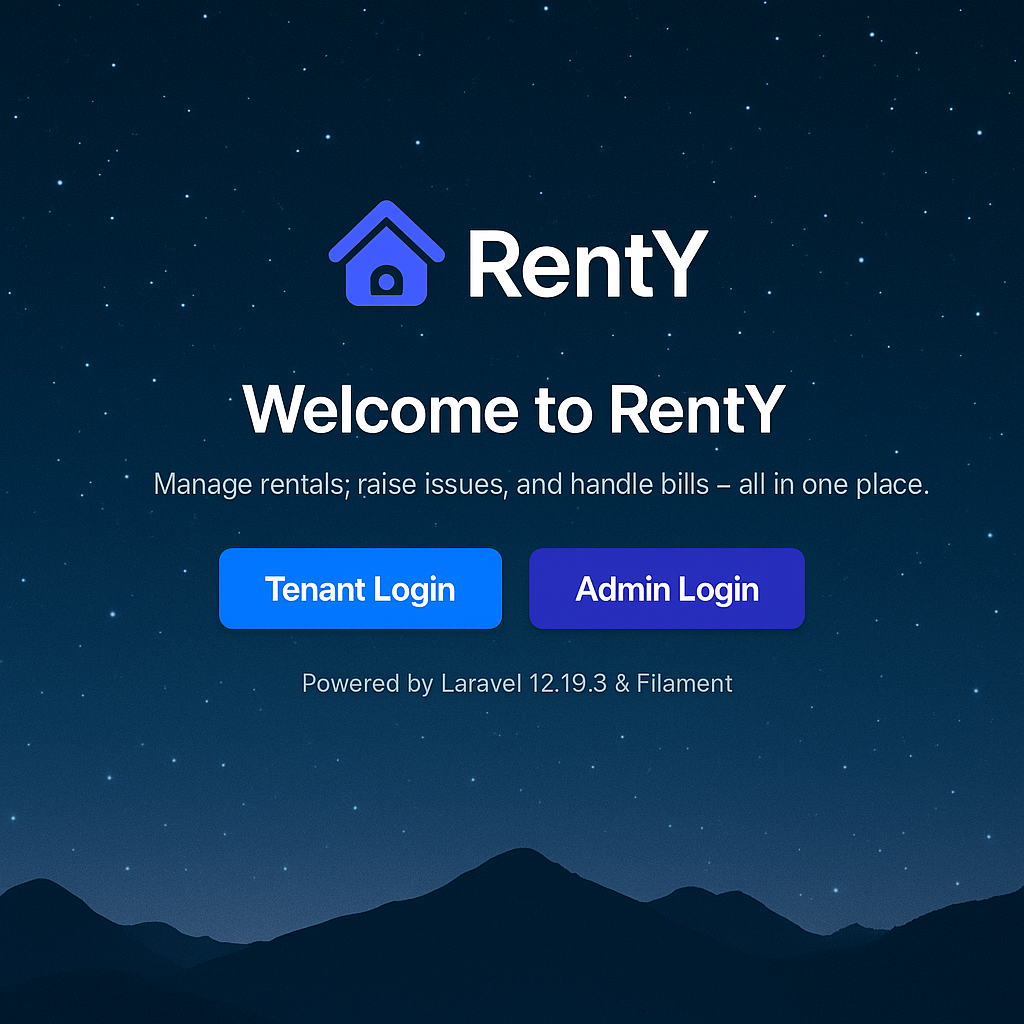 RentY
Welcome to RentY
Manage rentals; raise issues, and handle bills – all in one place.
Tenant Login
Admin Login
Powered by Laravel 12.19.3 & Filament